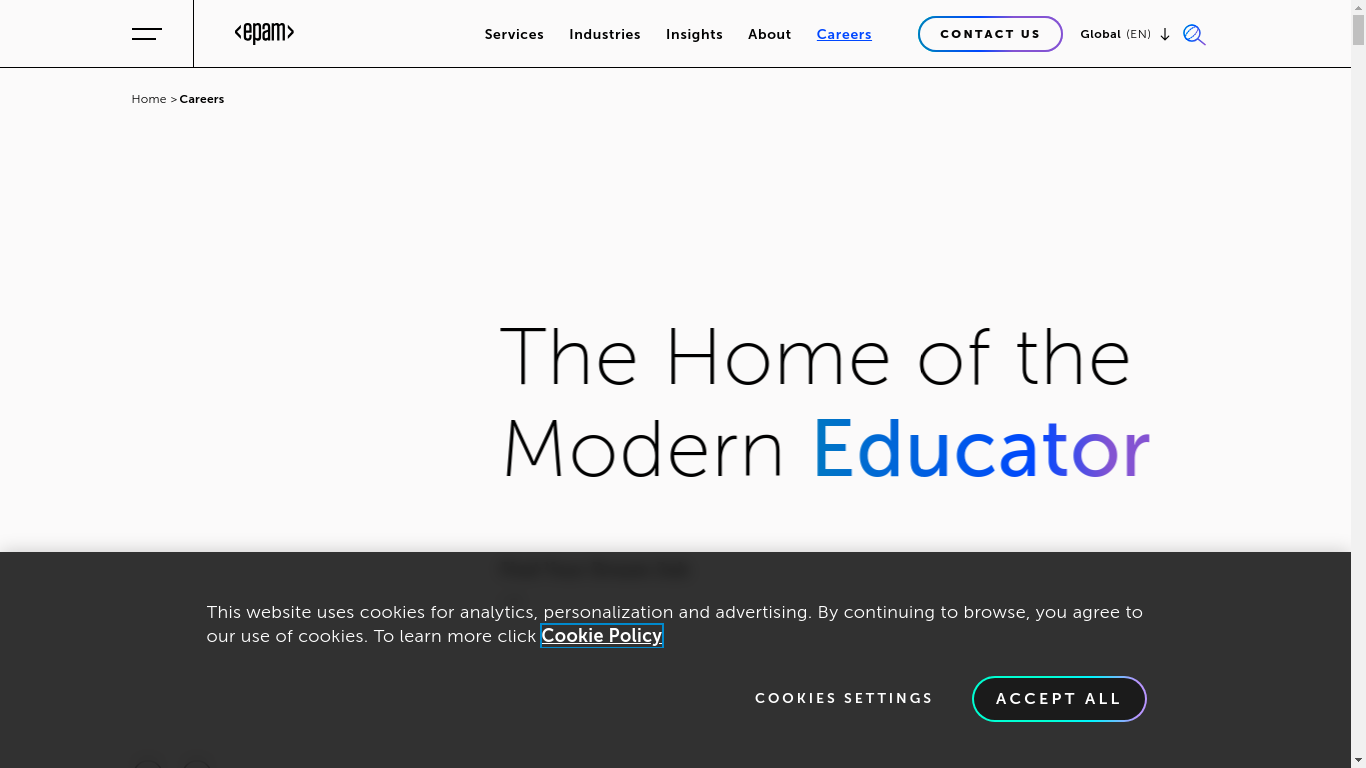 <epam>
Services Industries Insights About Careers
CONTACT US
Global (EN)
Home > Careers
The Home of the
Modern Educator
This website uses cookies for analytics, personalization and advertising. By continuing to browse, you agree to
our use of cookies. To learn more click Cookie Policy
COOKIES SETTINGS ACCEPT ALL